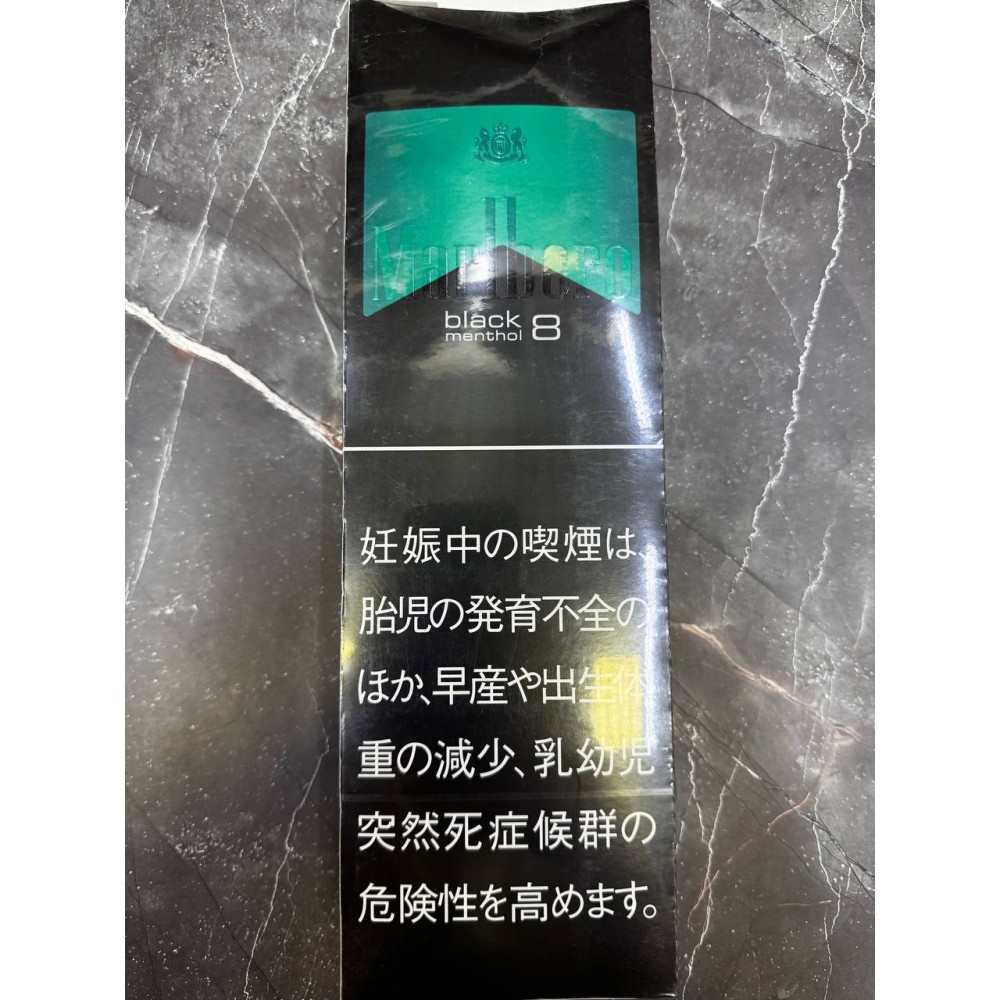 Marlboro
black
menthol 8
妊娠中の喫煙は、
胎児の発育不全の
ほか、早産や出生体
重の減少、乳幼児
突然死症候群の
危険性を高めます。